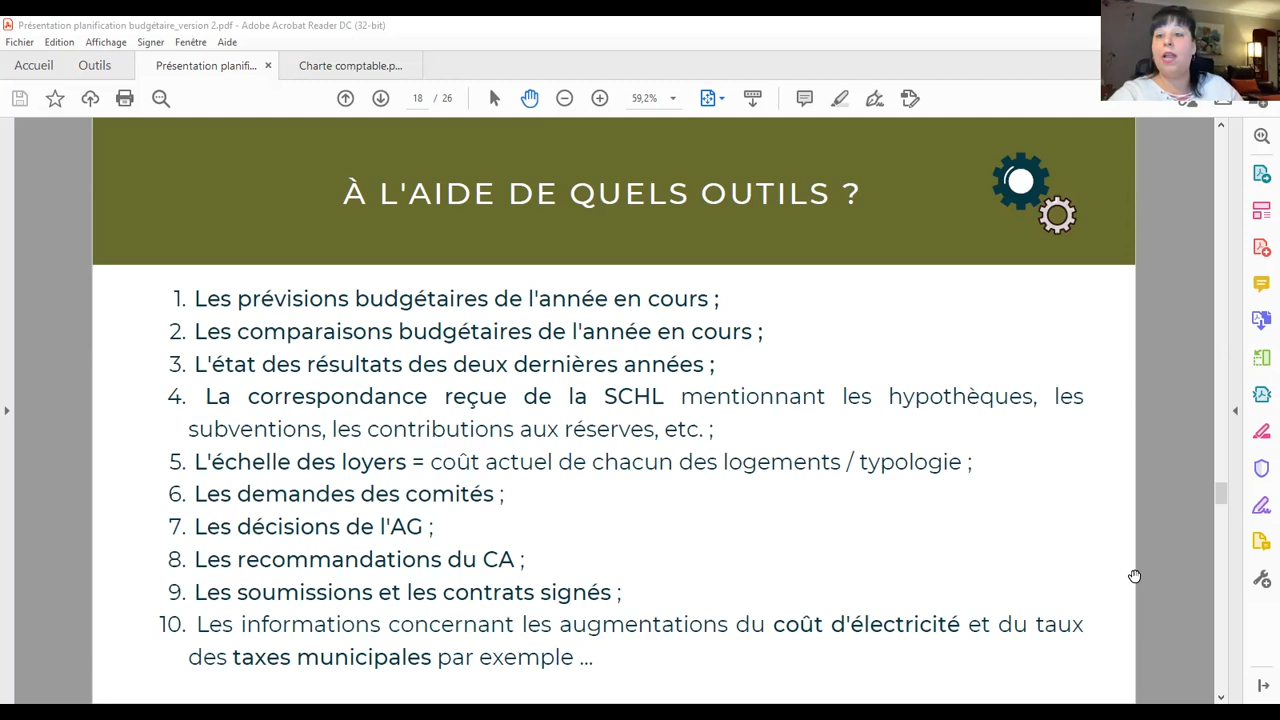 Présentation planification budgétaire_version 2.pdf - Adobe Acrobat Reader DC (32-bit)
Fichier Edition Affichage Signer Fenêtre Aide
Accueil Outils Présentation planifi... × Charte comptable.p...
18 / 26 59,2%
À L'AIDE DE QUELS OUTILS ?
1. Les prévisions budgétaires de l'année en cours ;
2. Les comparaisons budgétaires de l'année en cours ;
3. L'état des résultats des deux dernières années ;
4. La correspondance reçue de la SCHL mentionnant les hypothèques, les
subventions, les contributions aux réserves, etc. ;
5. L'échelle des loyers = coût actuel de chacun des logements / typologie ;
6. Les demandes des comités ;
7. Les décisions de l'AG ;
8. Les recommandations du CA ;
9. Les soumissions et les contrats signés ;
10. Les informations concernant les augmentations du coût d'électricité et du taux
des taxes municipales par exemple ...